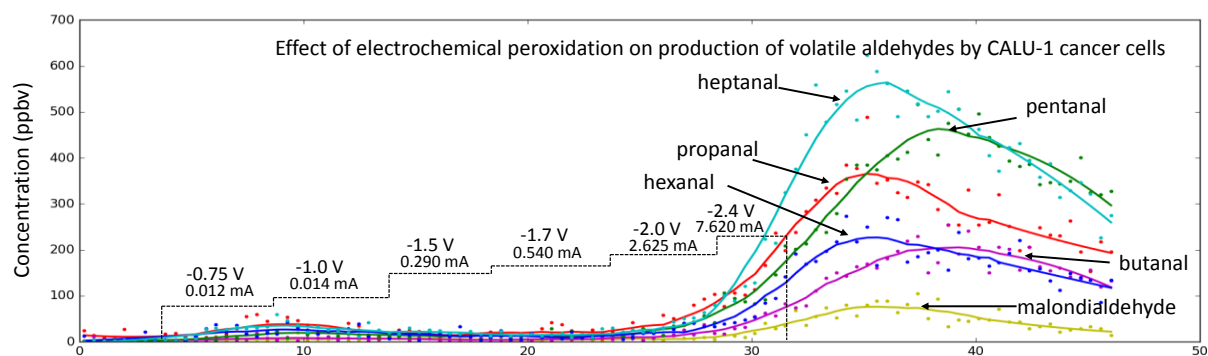 700
Effect of electrochemical peroxidation on production of volatile aldehydes by CALU-1 cancer cells
600
heptanal
pentanal
500
propanal
400
hexanal
300
-2.4 V
7.620 mA
-2.0 V
2.625 mA
-1.7 V
0.540 mA
-1.5 V
0.290 mA
200
butanal
-1.0 V
0.014 mA
-0.75 V
0.012 mA
malondialdehyde
100
0
Concentration (ppbv)
0 10 20 30 40 50